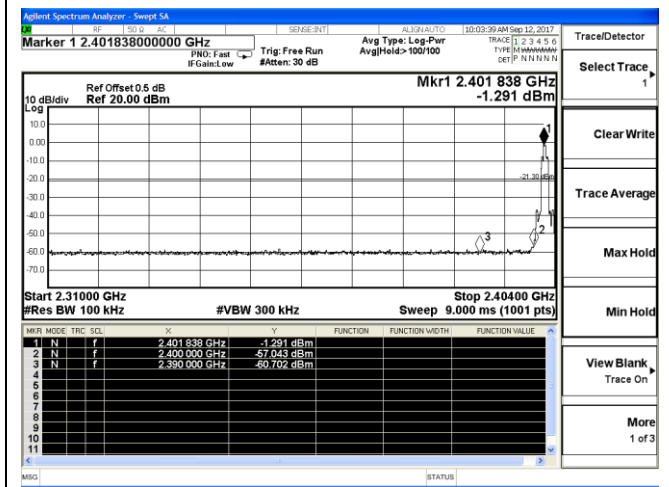 Agilent Spectrum Analyzer - Swept SA
RF 50 Ω AC SENSE:INT ALIGNAUTO 10:03:39 AM Sep 12, 2017
Marker 1 2.401838000000 GHz
PNO: Fast
IFGain:Low
Trig: Free Run
#Atten: 30 dB
Avg Type: Log-Pwr
Avg|Hold:>100/100
TRACE 1 2 3 4 5 6
TYPE
DET P N N N N N
Ref Offset 0.5 dB
10 dB/div Ref 20.00 dBm
Log
Mkr1 2.401 838 GHz
-1.291 dBm
10.0
0.00
-10.0
-20.0
-30.0
-40.0
-50.0
-60.0
-70.0
1
-21.30 dBm
3
2
Start 2.31000 GHz Stop 2.40400 GHz
#Res BW 100 kHz #VBW 300 kHz Sweep 9.000 ms (1001 pts)
MKR MODE TRC SCL X Y FUNCTION FUNCTION WIDTH FUNCTION VALUE
1 N f 2.401 838 GHz -1.291 dBm
2 N f 2.400 000 GHz -57.043 dBm
3 N f 2.390 000 GHz -60.702 dBm
4
5
6
7
8
9
10
11
MSG STATUS
Trace/Detector
Select Trace
1
Clear Write
Trace Average
Max Hold
Min Hold
View Blank
Trace On
More
1 of 3